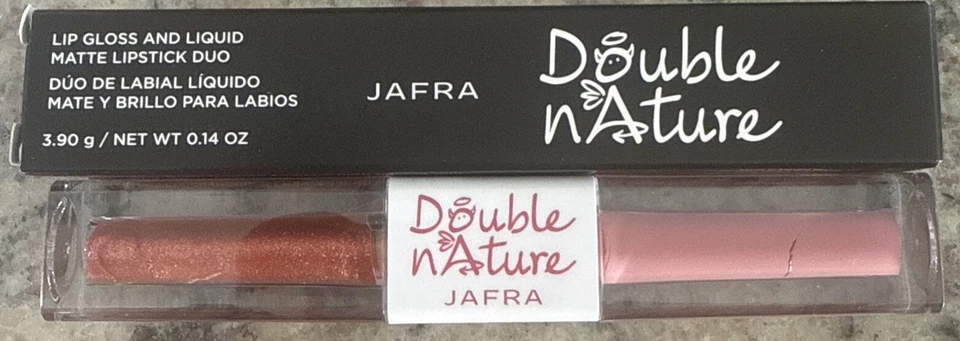 LIP GLOSS AND LIQUID
MATTE LIPSTICK DUO
DÚO DE LABIAL LÍQUIDO
MATE Y BRILLO PARA LABIOS
3.90 g / NET WT 0.14 OZ
JAFRA
Double
nAture
Double
nAture
JAFRA